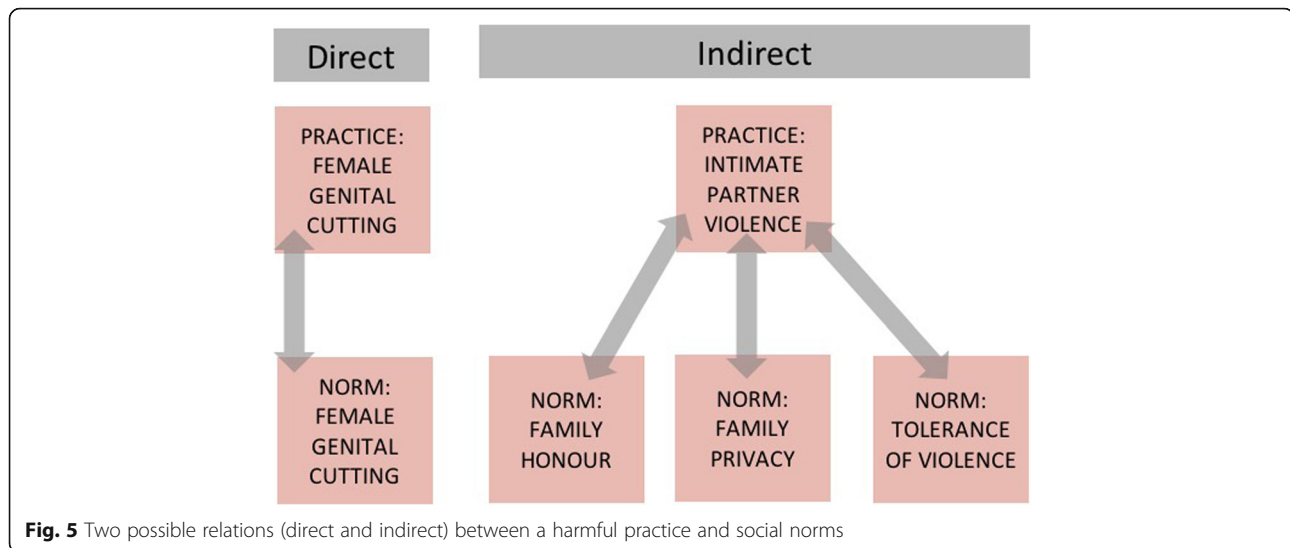 Direct
Indirect
PRACTICE:
FEMALE
GENITAL
CUTTING
PRACTICE:
INTIMATE
PARTNER
VIOLENCE
NORM:
FEMALE
GENITAL
CUTTING
NORM:
FAMILY
HONOUR
NORM:
FAMILY
PRIVACY
NORM:
TOLERANCE
OF VIOLENCE
Fig. 5 Two possible relations (direct and indirect) between a harmful practice and social norms